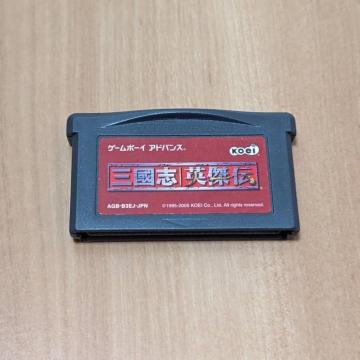 ゲームボーイ アドバンス®
KOEI
三國志 英傑伝
AGB-B3EJ-JPN
©1995-2005 KOEI Co., Ltd. All rights reserved.